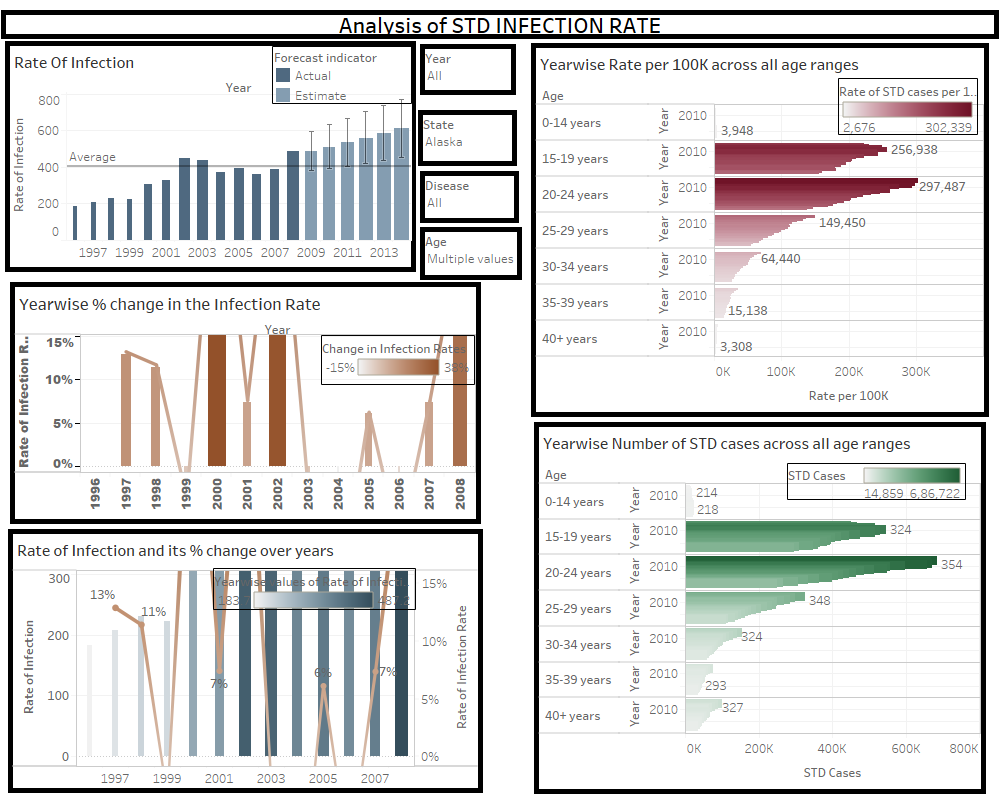 Analysis of STD INFECTION RATE
Rate Of Infection
Forecast indicator
Actual
Estimate
Year
800
600
Average
400
200
0
Rate of Infection
1997 1999 2001 2003 2005 2007 2009 2011 2013
Year
All
State
Alaska
Disease
All
Age
Multiple values
Yearwise % change in the Infection Rate
Year
Change in Infection Rates
-15% 38%
15%
10%
5%
0%
Rate of Infection R..
1996 1997 1998 1999 2000 2001 2002 2003 2004 2005 2006 2007 2008
Rate of Infection and its % change over years
Yearwise values of Rate of Infecti..
300
200
100
0
Rate of Infection
13%
11%
7%
6%
7%
15%
10%
5%
0%
Rate of Infection Rate
1997 1999 2001 2003 2005 2007
Yearwise Rate per 100K across all age ranges
Rate of STD cases per 1..
2,676 302,339
Age
0-14 years Year 2010 3,948
15-19 years Year 2010 256,938
20-24 years Year 2010 297,487
25-29 years Year 2010 149,450
30-34 years Year 2010 64,440
35-39 years Year 2010 15,138
40+ years Year 2010 3,308
0K 100K 200K 300K
Rate per 100K
Yearwise Number of STD cases across all age ranges
STD Cases
14,859 6,86,722
Age
0-14 years Year 2010 214
218
15-19 years Year 2010 324
20-24 years Year 2010 354
25-29 years Year 2010 348
30-34 years Year 2010 324
35-39 years Year 2010 293
40+ years Year 2010 327
0K 200K 400K 600K 800K
STD Cases